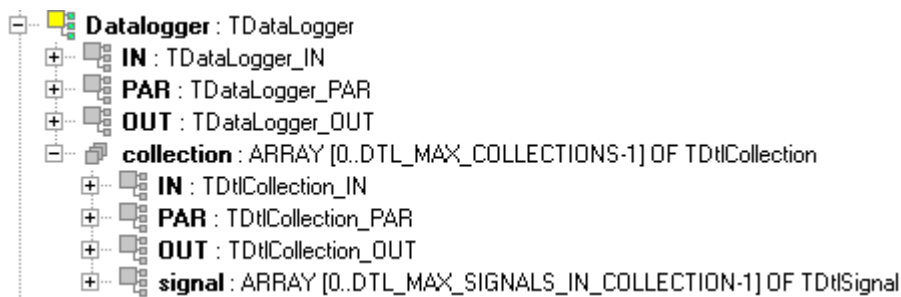 Datalogger : TDataLogger
IN : TDataLogger_IN
PAR : TDataLogger_PAR
OUT : TDataLogger_OUT
collection : ARRAY [0..DTL_MAX_COLLECTIONS-1] OF TDtlCollection
IN : TDtlCollection_IN
PAR : TDtlCollection_PAR
OUT : TDtlCollection_OUT
signal : ARRAY [0..DTL_MAX_SIGNALS_IN_COLLECTION-1] OF TDtlSignal